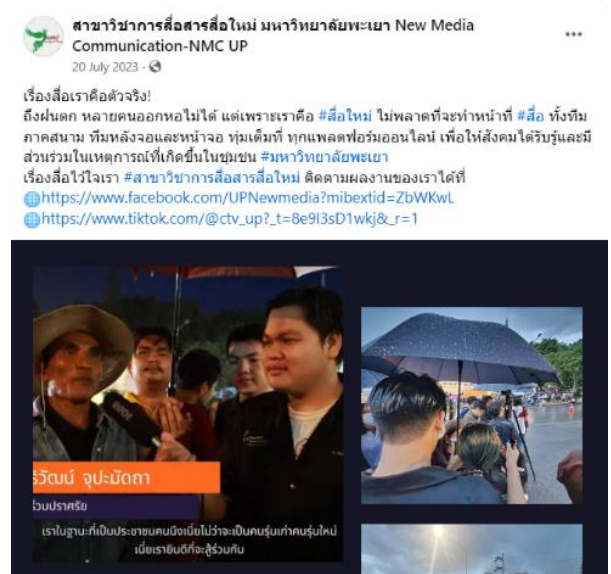 สาขาวิชาการสื่อสารสื่อใหม่ มหาวิทยาลัยพะเยา New Media
Communication-NMC UP
20 July 2023 ·
เรื่องสื่อเราคือตัวจริง!
ถึงฝนตก หลายคนออกหอไม่ได้ แต่เพราะเราคือ #สื่อใหม่ ไม่พลาดที่จะทำหน้าที่ #สื่อ ทั้งทีม
ภาคสนาม ทีมหลังจอและหน้าจอ ทุ่มเต็มที่ ทุกแพลตฟอร์มออนไลน์ เพื่อให้สังคมได้รับรู้และมี
ส่วนร่วมในเหตุการณ์ที่เกิดขึ้นในชุมชน #มหาวิทยาลัยพะเยา
เรื่องสื่อไว้ใจเรา #สาขาวิชาการสื่อสารสื่อใหม่ ติดตามผลงานของเราได้ที่
https://www.facebook.com/UPNewmedia?mibextid=ZbWKwL
https://www.tiktok.com/@ctv_up?_t=8e9I3sD1wkj&_r=1
RODE
ริวัฒน์ จุปะมัดถา
ร่วมปราศรัย
เราในฐานะที่เป็นประชาชนคนนึงเนี่ยไม่ว่าจะเป็นคนรุ่นเก่าคนรุ่นใหม่
เนี่ยเรายินดีที่จะสู้ร่วมกัน